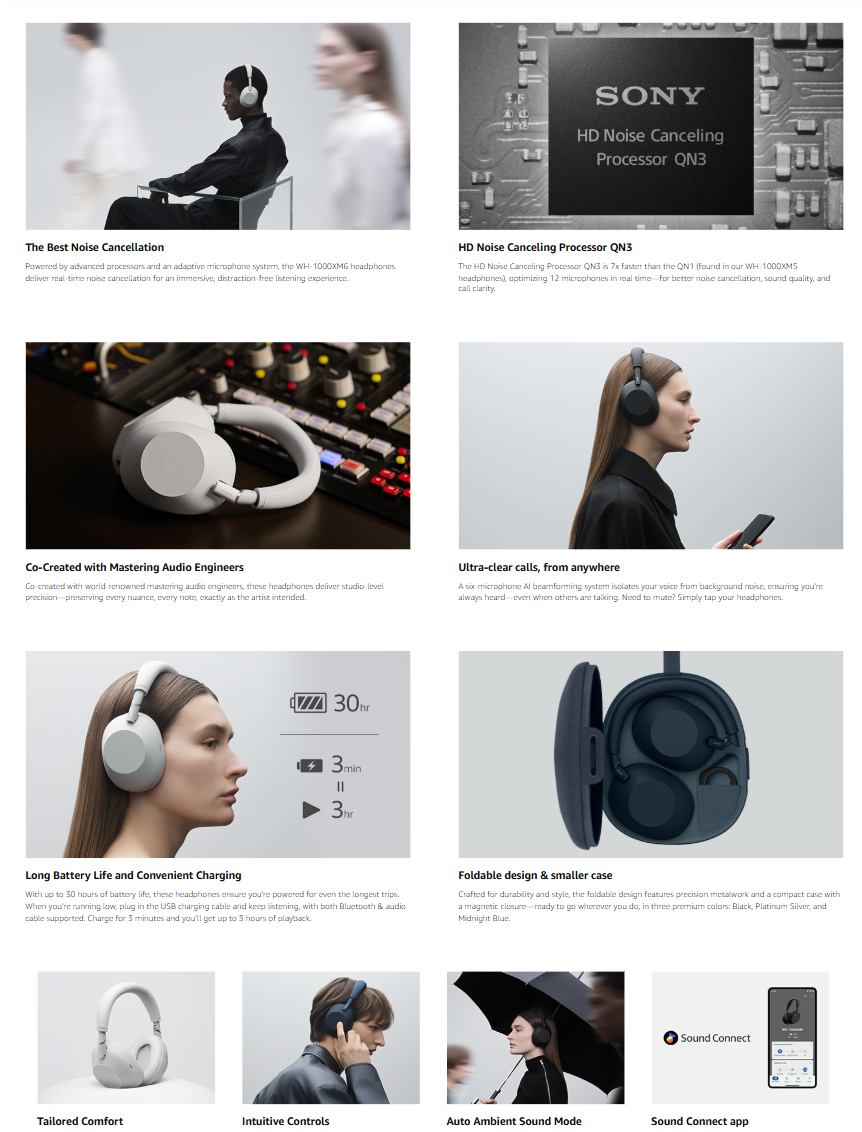 SONY
HD Noise Canceling
Processor QN3
The Best Noise Cancellation
Powered by advanced processors and an adaptive microphone system, the WH-1000XM6 headphones
deliver real-time noise cancellation for an immersive, distraction-free listening experience.
HD Noise Canceling Processor QN3
The HD Noise Canceling Processor QN3 is 7x faster than the QN1 (found in our WH-1000XM5
headphones), optimizing 12 microphones in real time—for better noise cancellation, sound quality, and
call clarity.
Co-Created with Mastering Audio Engineers
Co-created with world-renowned mastering audio engineers, these headphones deliver studio-level
precision—preserving every nuance, every note, exactly as the artist intended.
Ultra-clear calls, from anywhere
A six-microphone AI beamforming system isolates your voice from background noise, ensuring you're
always heard—even when others are talking. Need to mute? Simply tap your headphones.
30hr
3min
3hr
Long Battery Life and Convenient Charging
With up to 30 hours of battery life, these headphones ensure you're powered for even the longest trips.
When you're running low, plug in the USB charging cable and keep listening, with both Bluetooth & audio
cable supported. Charge for 3 minutes and you'll get up to 3 hours of playback.
Foldable design & smaller case
Crafted for durability and style, the foldable design features precision metalwork and a compact case with
a magnetic closure—ready to go wherever you do, in three premium colors: Black, Platinum Silver, and
Midnight Blue.
Sound Connect
Tailored Comfort
Intuitive Controls
Auto Ambient Sound Mode
Sound Connect app